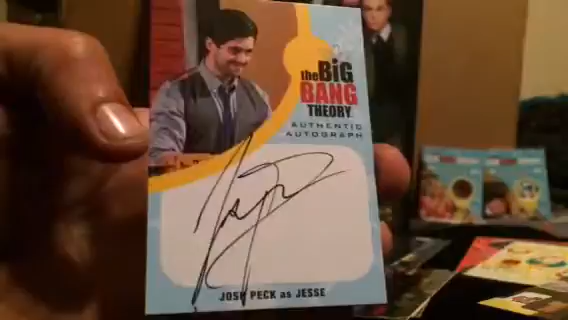 the BiG
BANG
THEORY
AUTHENTIC
AUTOGRAPH
JOSH PECK as JESSE